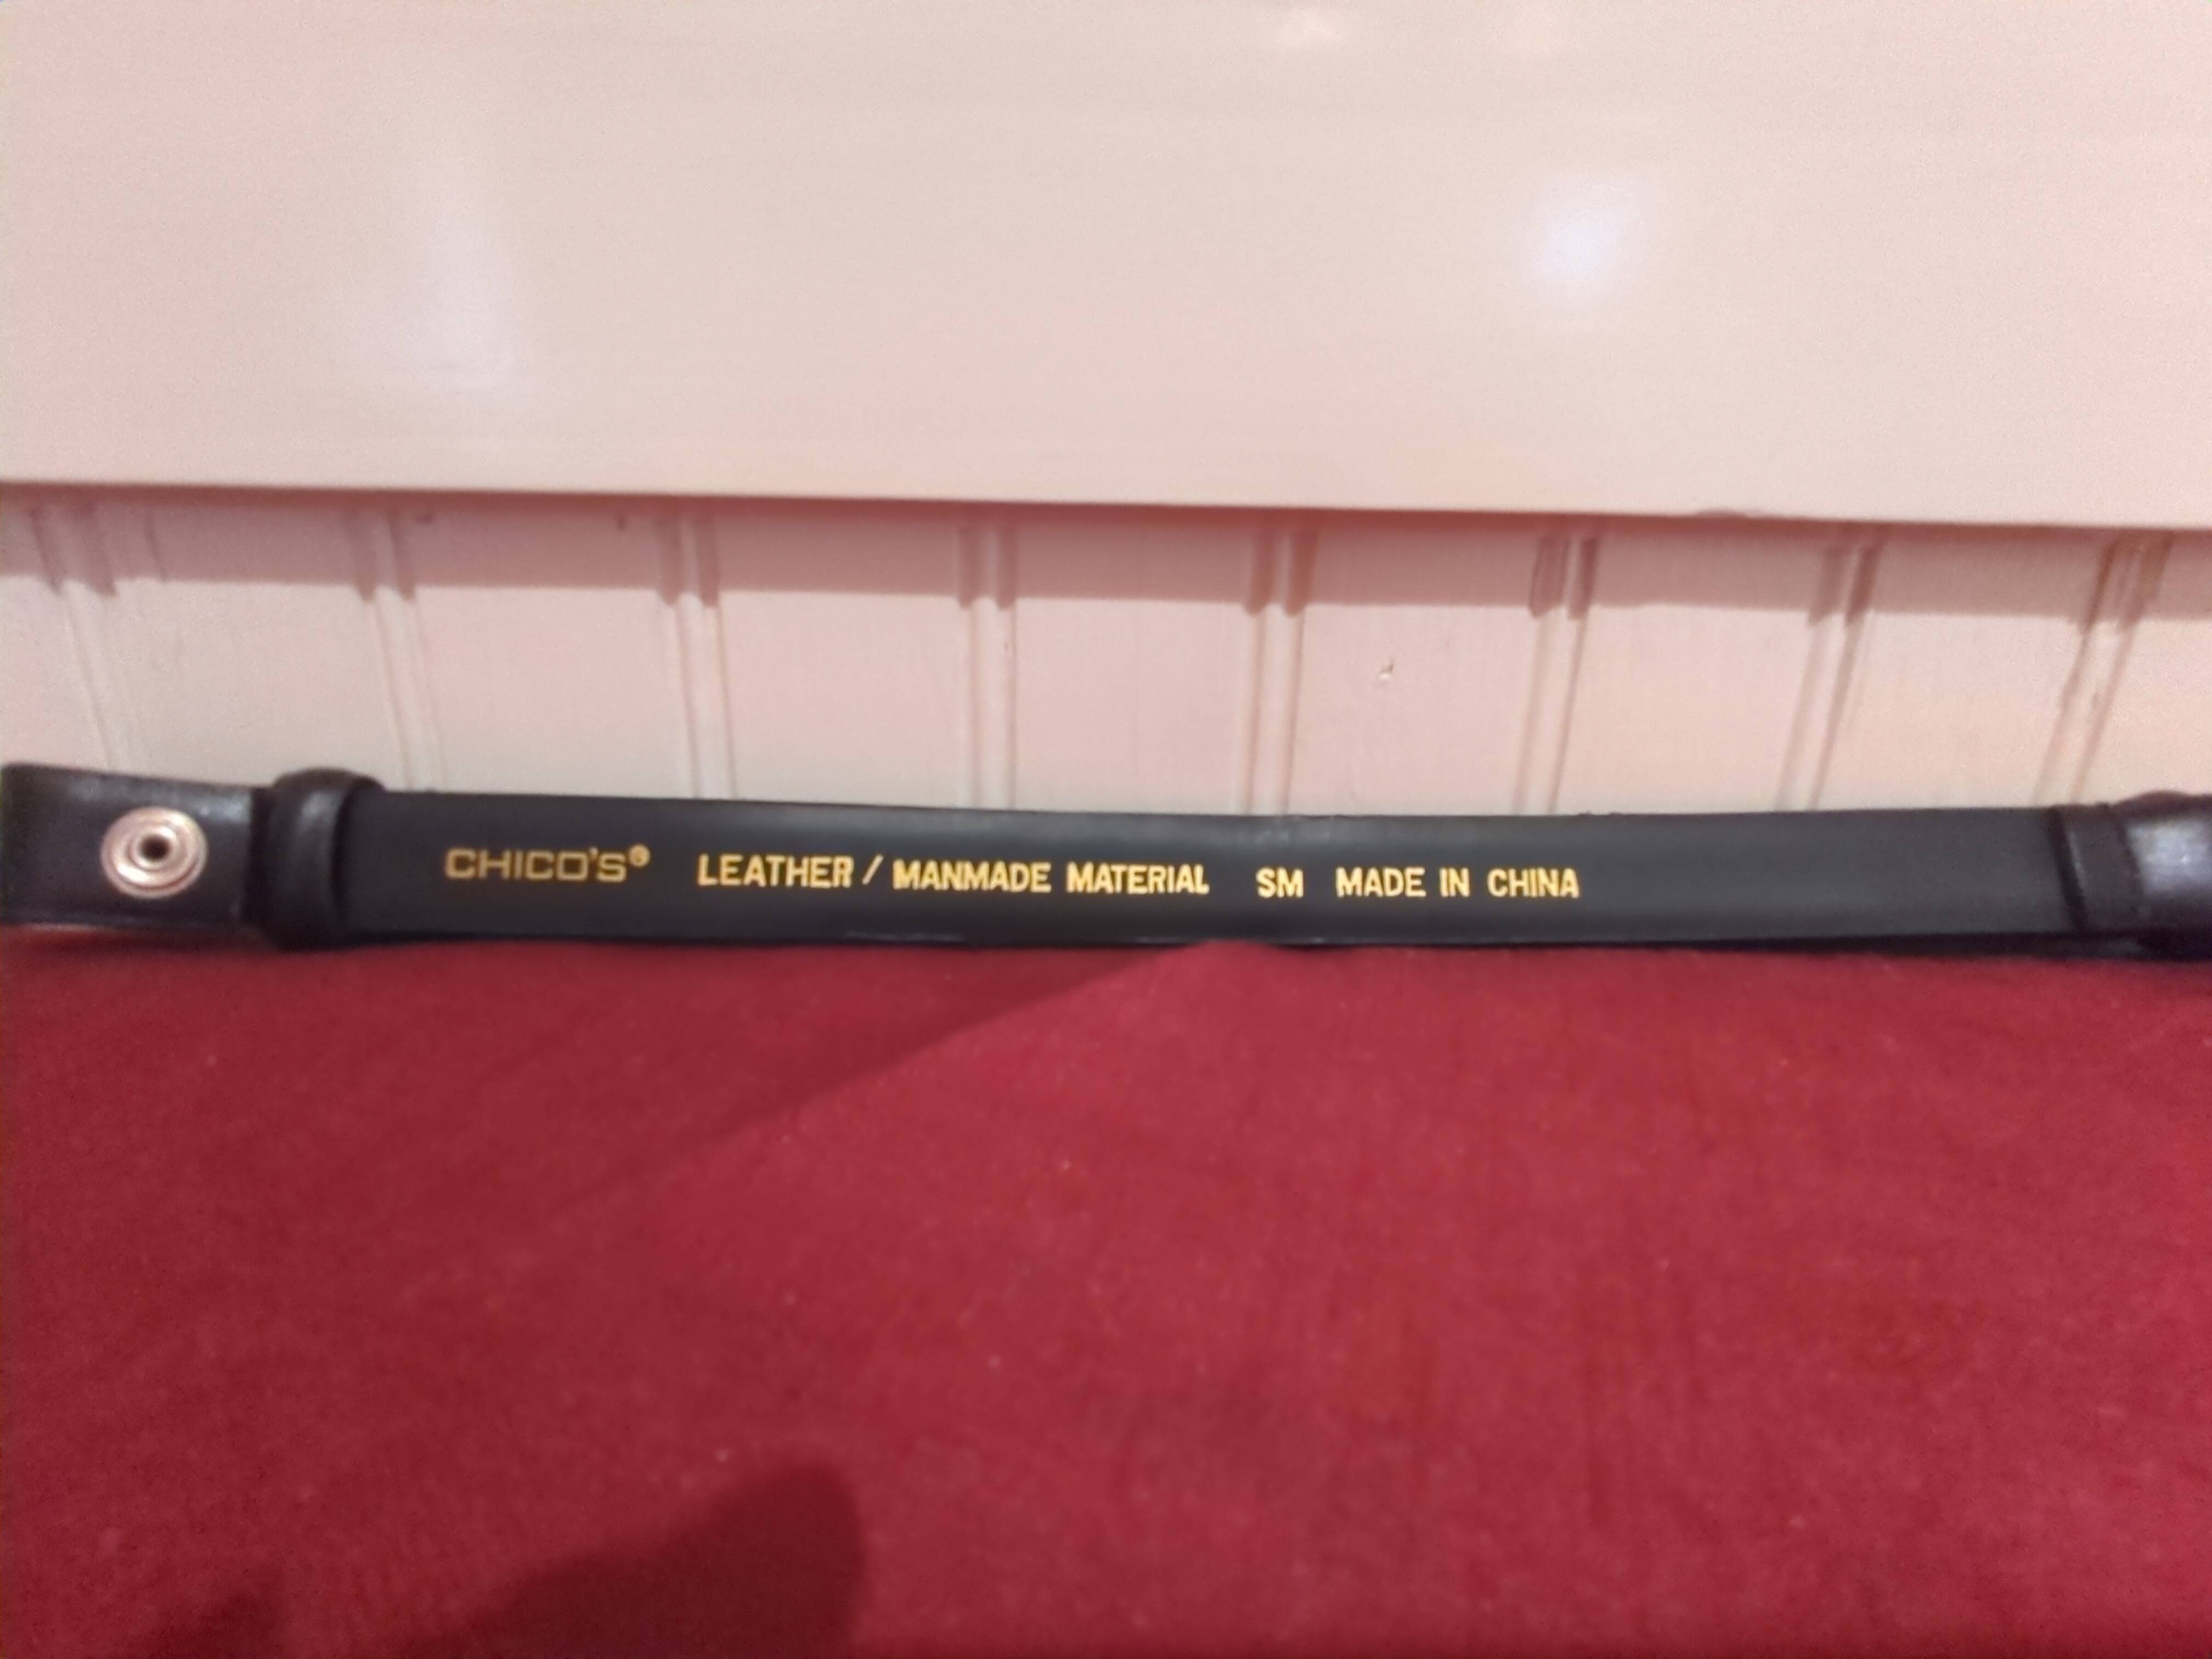 CHICO'S® LEATHER / MANMADE MATERIAL SM MADE IN CHINA